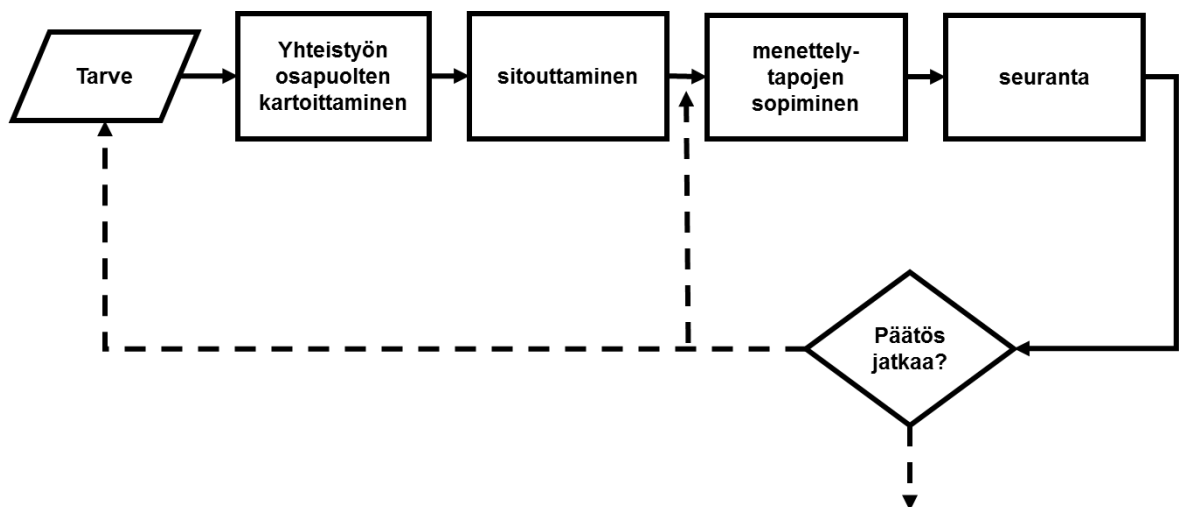 Tarve
Yhteistyön
osapuolten
kartoittaminen
sitouttaminen
menettely-
tapojen
sopiminen
seuranta
Päätös
jatkaa?